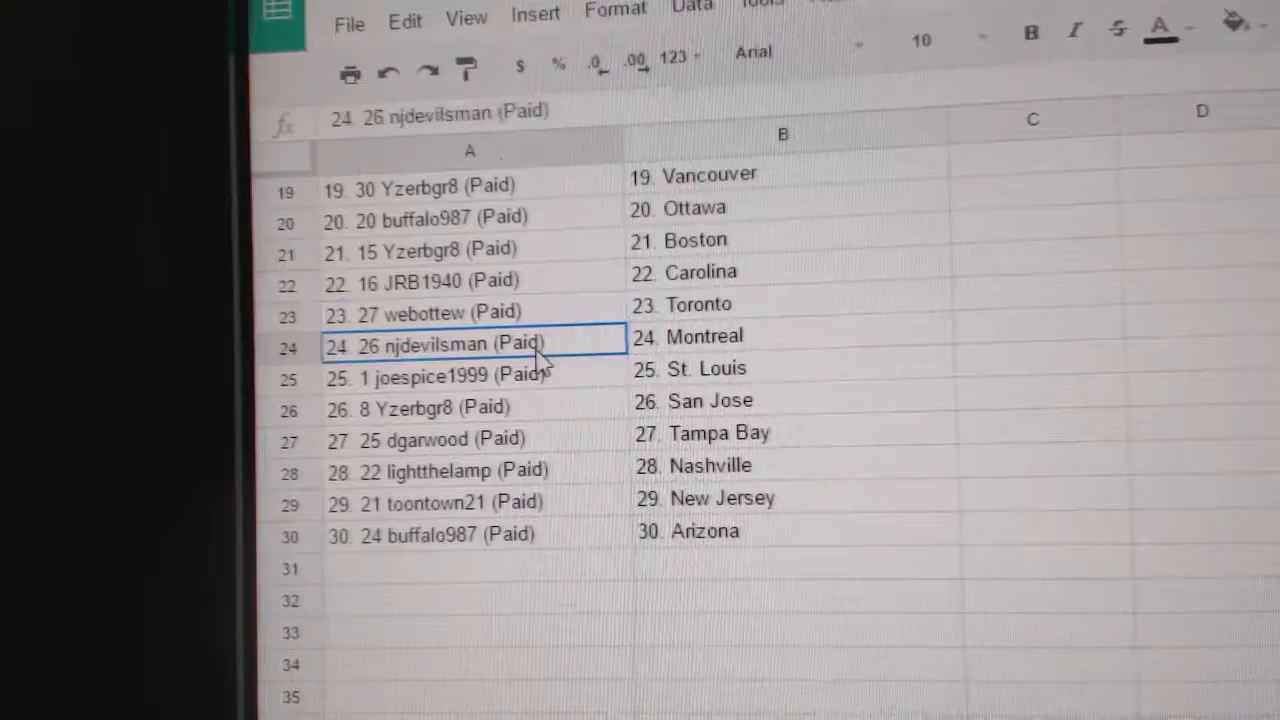 File Edit View Insert Format Data Tools
$ % .0 .00 123 Arial 10 B I S A
fx 24. 26 njdevilsman (Paid)
A B C D
19 19. 30 Yzerbgr8 (Paid) 19. Vancouver
20 20. 20 buffalo987 (Paid) 20. Ottawa
21 21. 15 Yzerbgr8 (Paid) 21. Boston
22 22. 16 JRB1940 (Paid) 22. Carolina
23 23. 27 webottew (Paid) 23. Toronto
24 24. 26 njdevilsman (Paid) 24. Montreal
25 25. 1 joespice1999 (Paid) 25. St. Louis
26 26. 8 Yzerbgr8 (Paid) 26. San Jose
27 27. 25 dgarwood (Paid) 27. Tampa Bay
28 28. 22 lightthelamp (Paid) 28. Nashville
29 29. 21 toontown21 (Paid) 29. New Jersey
30 30. 24 buffalo987 (Paid) 30. Arizona
31
32
33
34
35